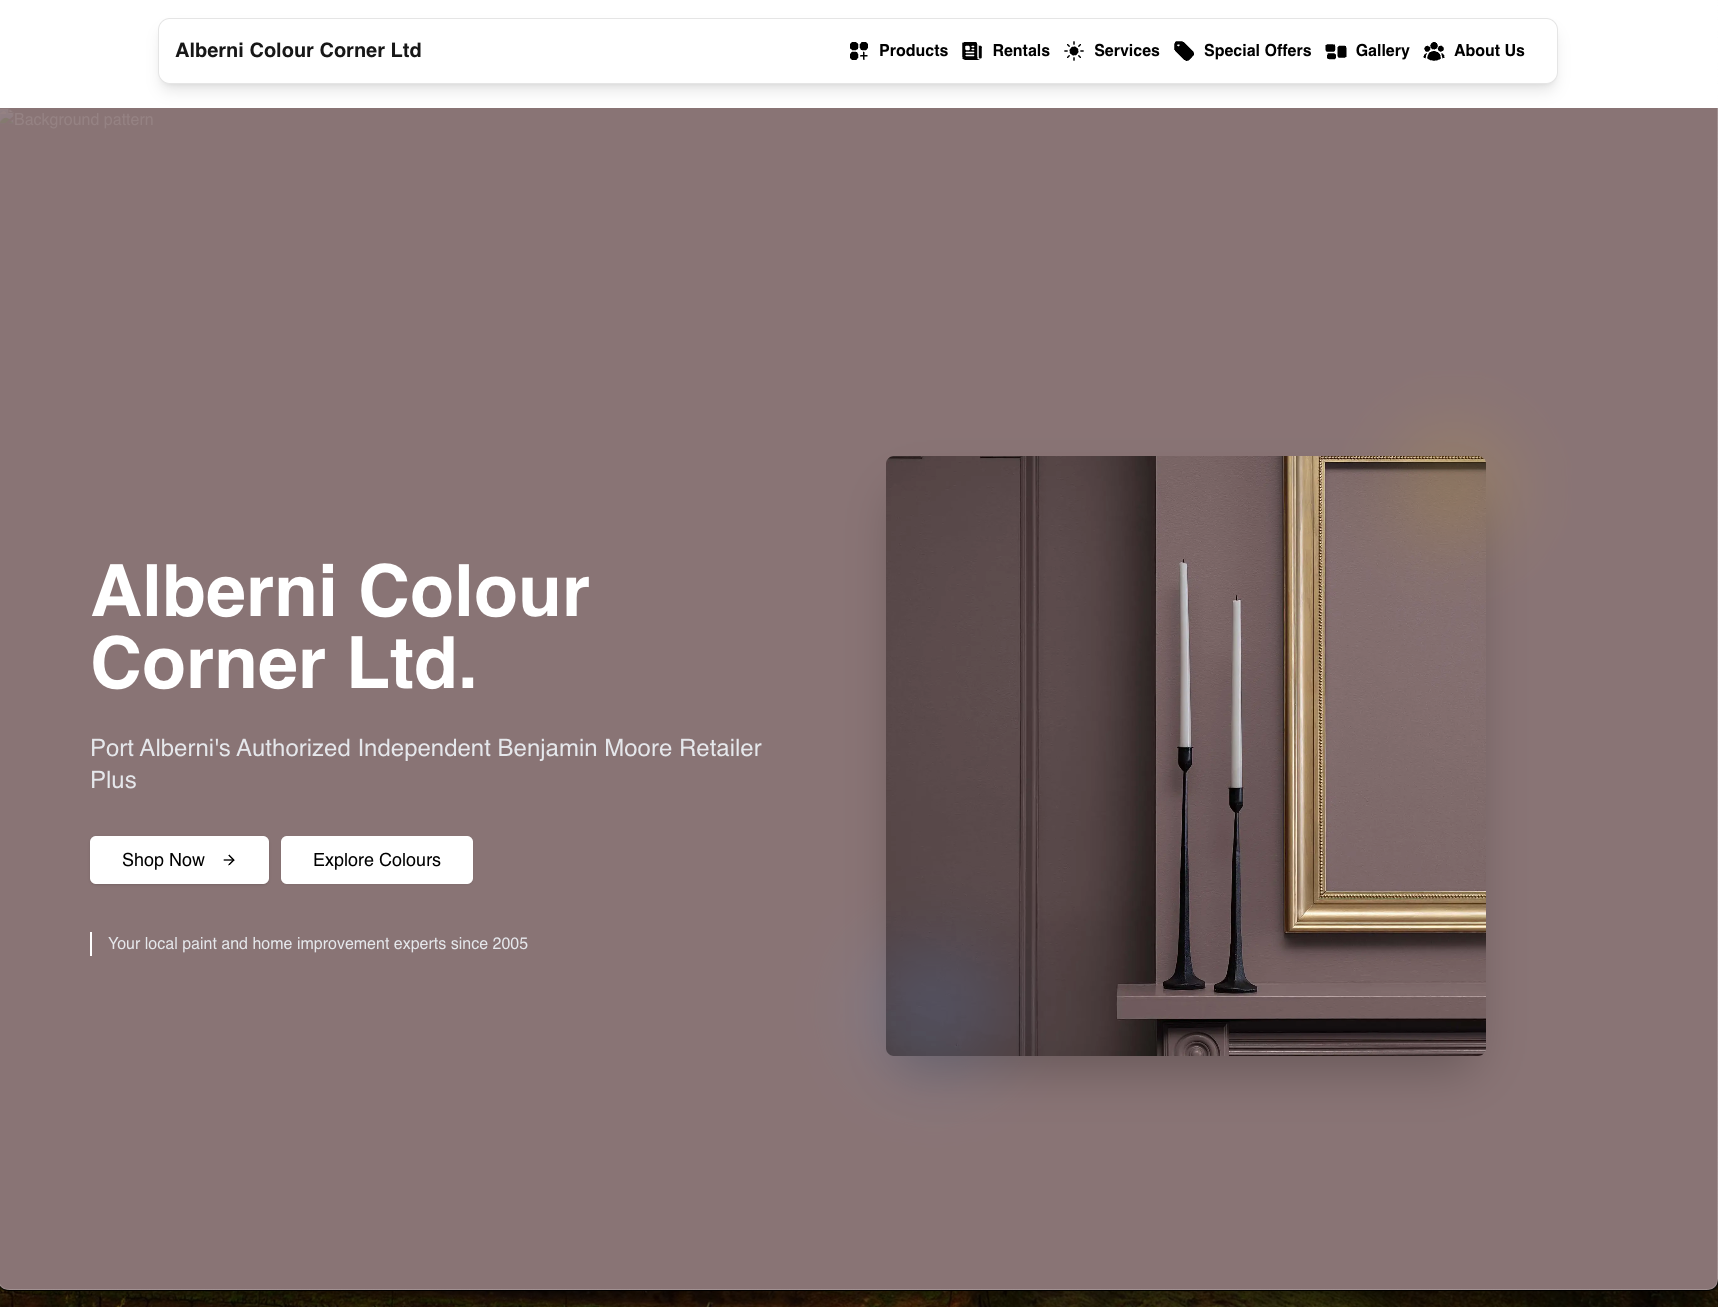 Alberni Colour Corner Ltd
Products Rentals Services Special Offers Gallery About Us
Background pattern
Alberni Colour
Corner Ltd.
Port Alberni's Authorized Independent Benjamin Moore Retailer
Plus
Shop Now → Explore Colours
Your local paint and home improvement experts since 2005